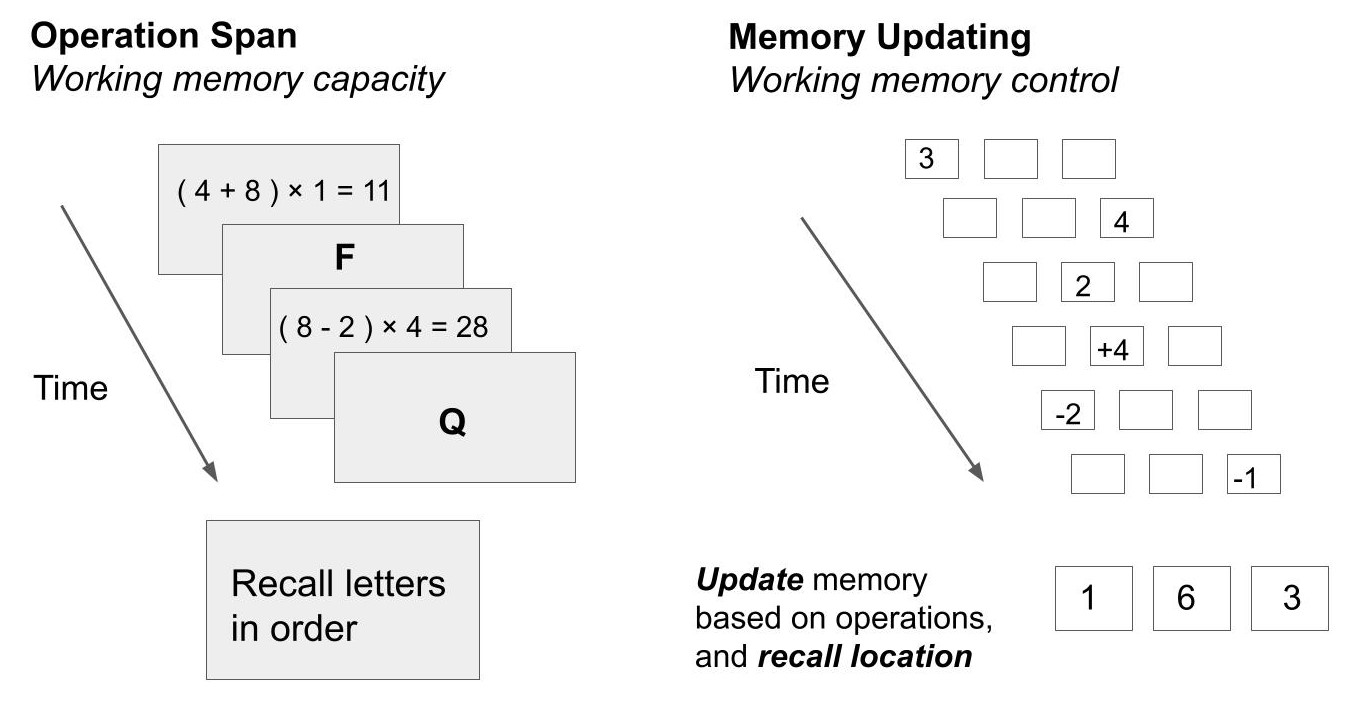 Operation Span
Working memory capacity
( 4 + 8 ) × 1 = 11
F
( 8 - 2 ) × 4 = 28
Q
Time
Recall letters
in order
Memory Updating
Working memory control
3
4
2
+4
-2
-1
Time
Update memory
based on operations,
and recall location
1 6 3